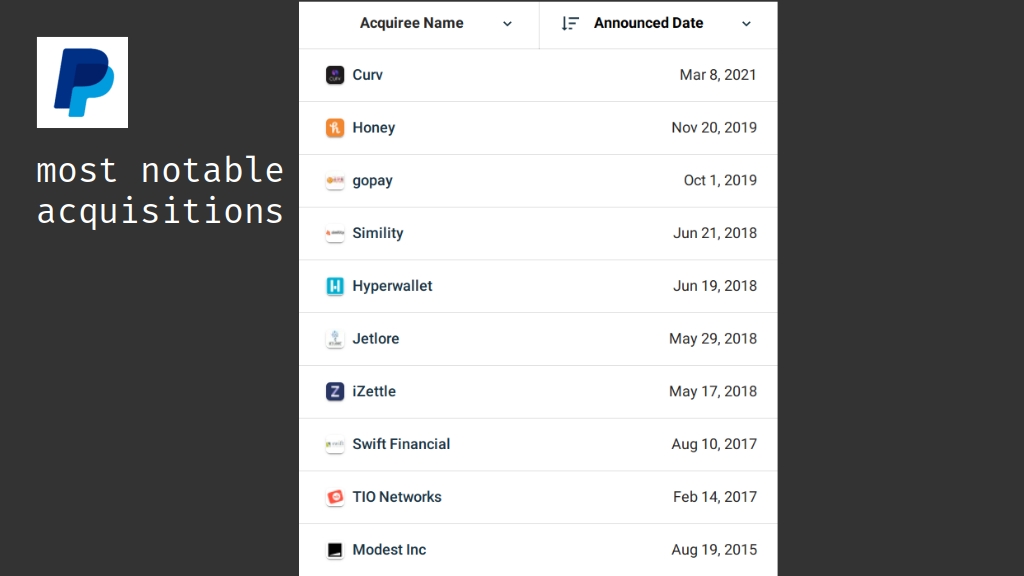 most notable
acquisitions
Acquiree Name Announced Date
Curv Mar 8, 2021
Honey Nov 20, 2019
gopay Oct 1, 2019
Simility Jun 21, 2018
Hyperwallet Jun 19, 2018
Jetlore May 29, 2018
iZettle May 17, 2018
Swift Financial Aug 10, 2017
TIO Networks Feb 14, 2017
Modest Inc Aug 19, 2015